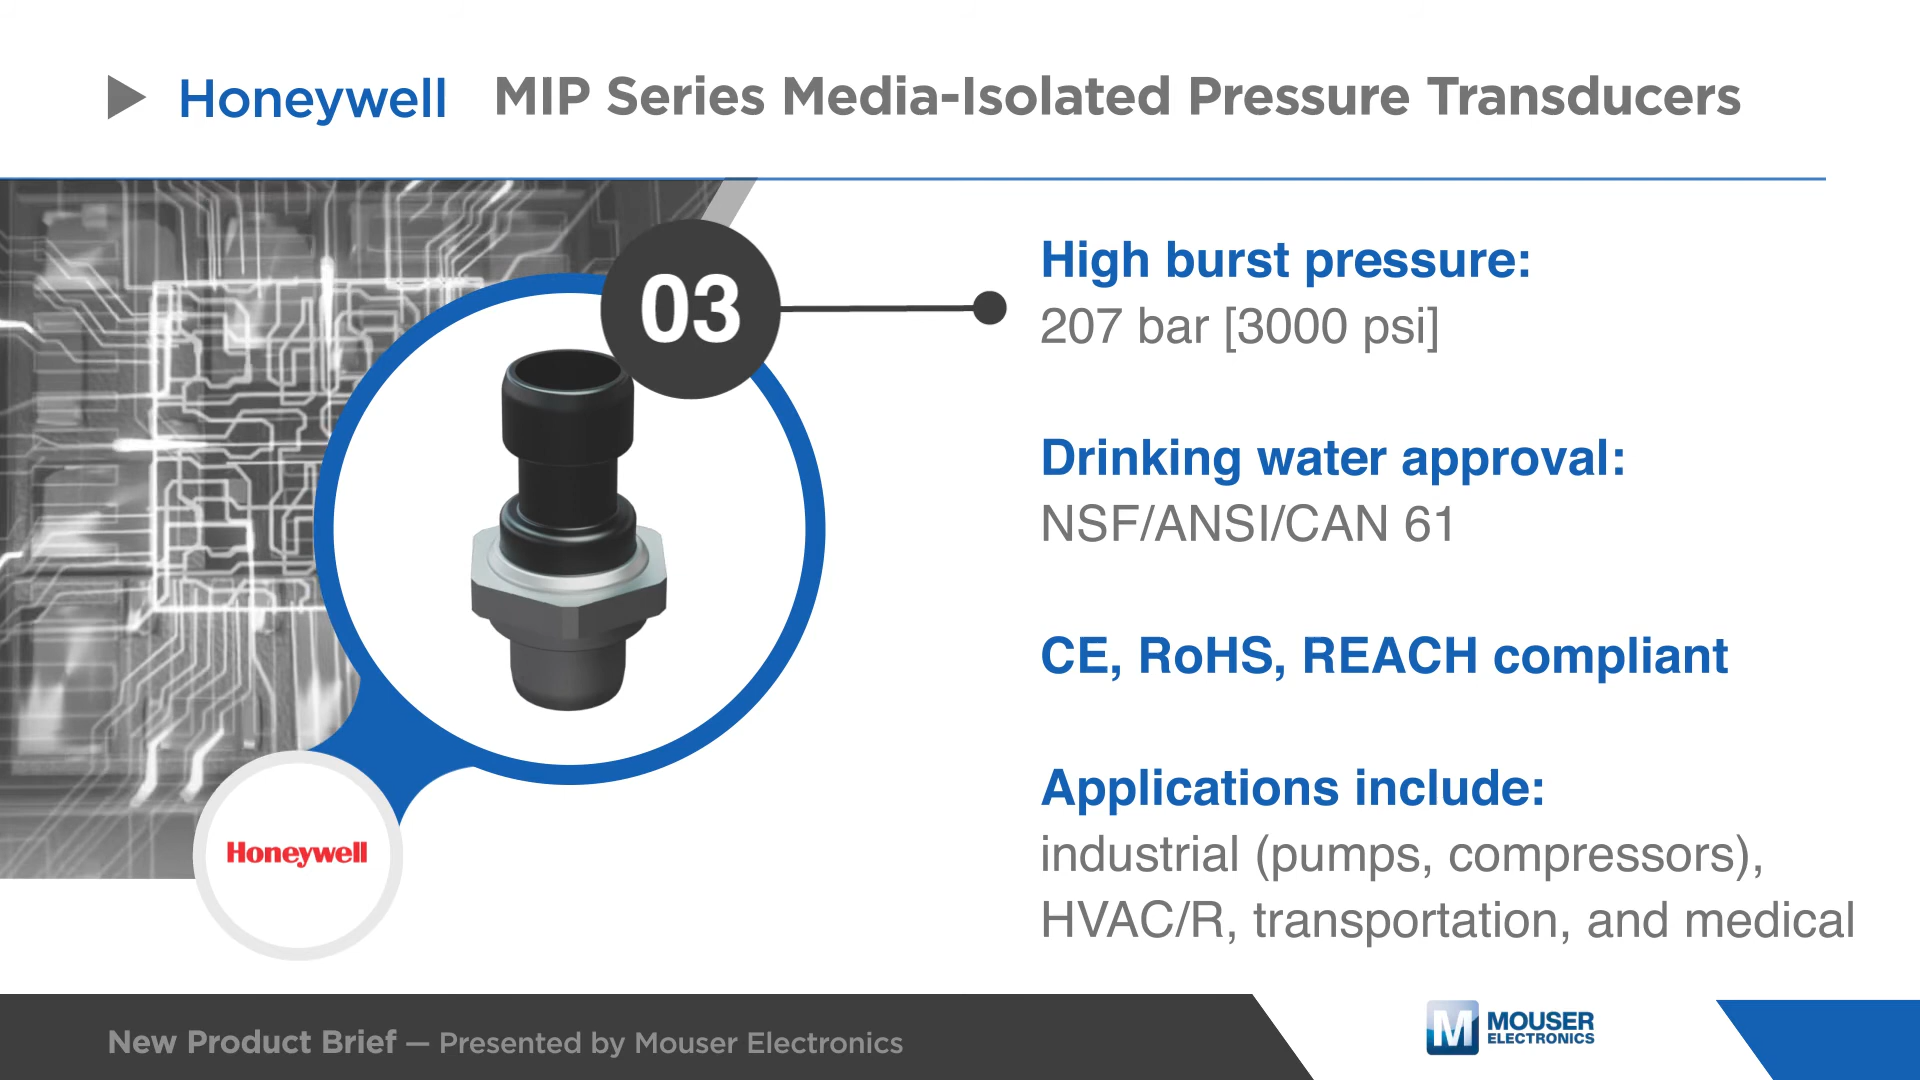 Honeywell MIP Series Media-Isolated Pressure Transducers
03
High burst pressure:
207 bar [3000 psi]
Drinking water approval:
NSF/ANSI/CAN 61
CE, RoHS, REACH compliant
Applications include:
industrial (pumps, compressors),
HVAC/R, transportation, and medical
Honeywell
New Product Brief — Presented by Mouser Electronics
M MOUSER
ELECTRONICS